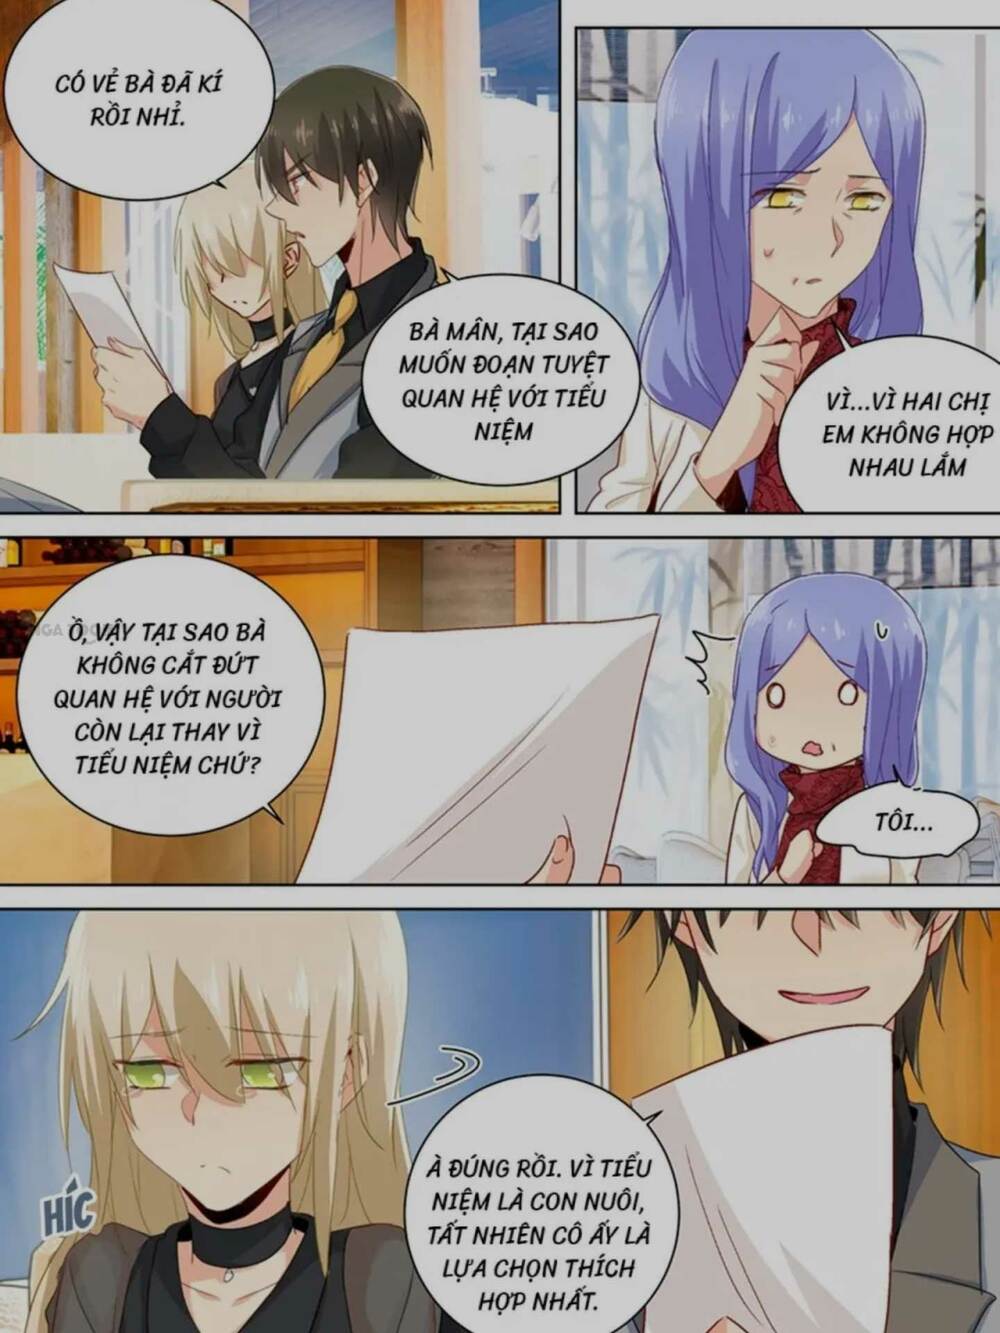 CÓ VẺ BÀ ĐÃ KÍ
RỒI NHỈ.
BÀ MÂN, TẠI SAO
MUỐN ĐOẠN TUYỆT
QUAN HỆ VỚI TIỂU
NIỆM
VÌ...VÌ HAI CHỊ
EM KHÔNG HỢP
NHAU LẮM
Ồ, VẬY TẠI SAO BÀ
KHÔNG CẮT ĐỨT
QUAN HỆ VỚI NGƯỜI
CÒN LẠI THAY VÌ
TIỂU NIỆM CHỨ?
TÔI...
HÍC
À ĐÚNG RỒI. VÌ TIỂU
NIỆM LÀ CON NUÔI,
TẤT NHIÊN CÔ ẤY LÀ
LỰA CHỌN THÍCH
HỢP NHẤT.